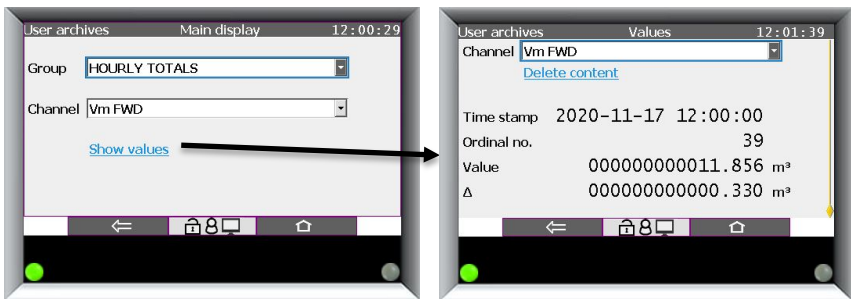 User archives Main display 12:00:29
Group HOURLY TOTALS
Channel Vm FWD
Show values
User archives Values 12:01:39
Channel Vm FWD
Delete content
Time stamp 2020-11-17 12:00:00
Ordinal no. 39
Value 000000000011.856 m³
Δ 000000000000.330 m³